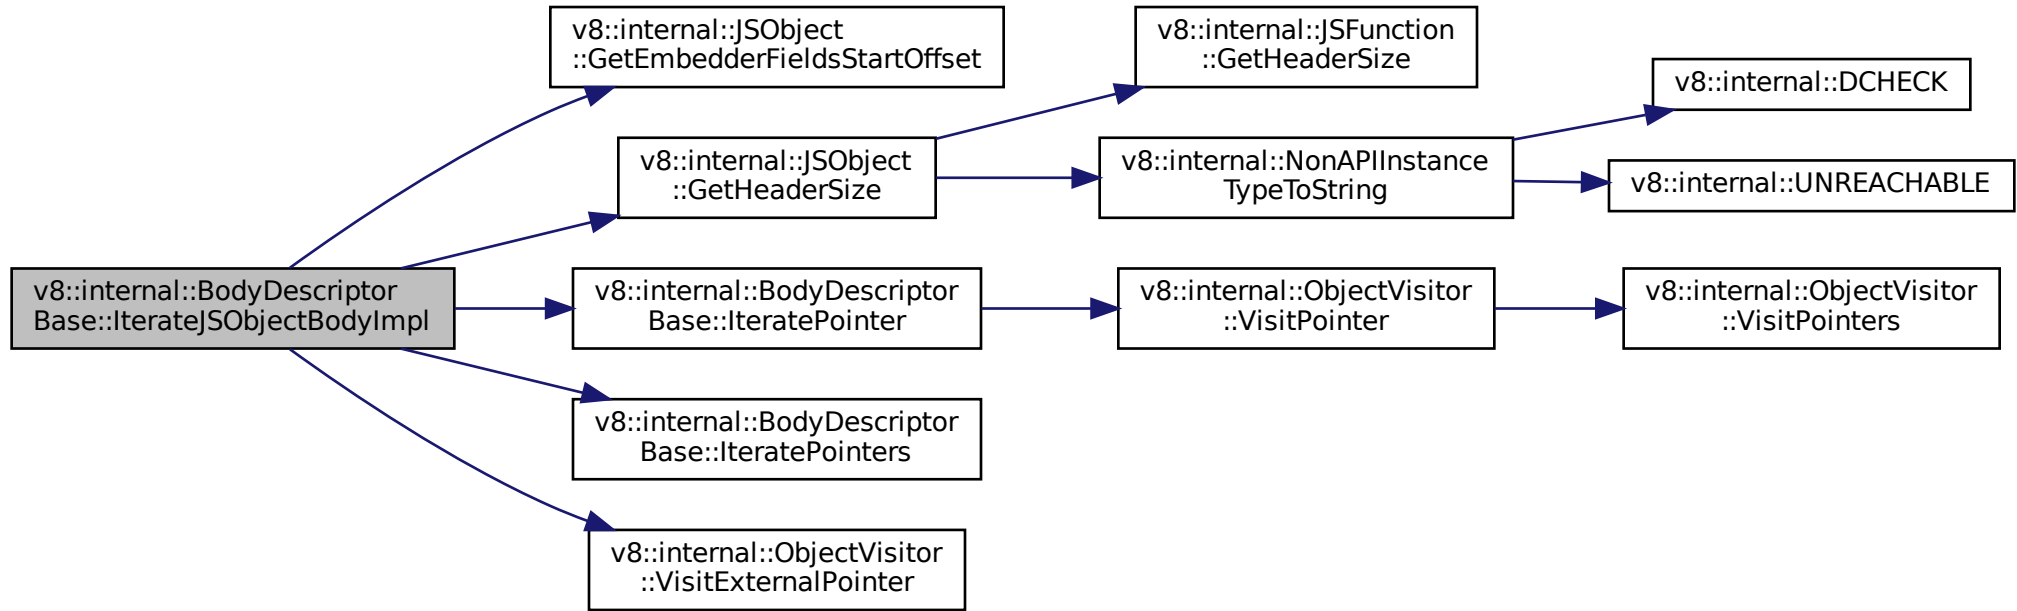 v8::internal::JSObject
::GetEmbedderFieldsStartOffset
v8::internal::JSFunction
::GetHeaderSize
v8::internal::DCHECK
v8::internal::JSObject
::GetHeaderSize
v8::internal::NonAPIInstance
TypeToString
v8::internal::UNREACHABLE
v8::internal::BodyDescriptor
Base::IterateJSObjectBodyImpl
v8::internal::BodyDescriptor
Base::IteratePointer
v8::internal::ObjectVisitor
::VisitPointer
v8::internal::ObjectVisitor
::VisitPointers
v8::internal::BodyDescriptor
Base::IteratePointers
v8::internal::ObjectVisitor
::VisitExternalPointer